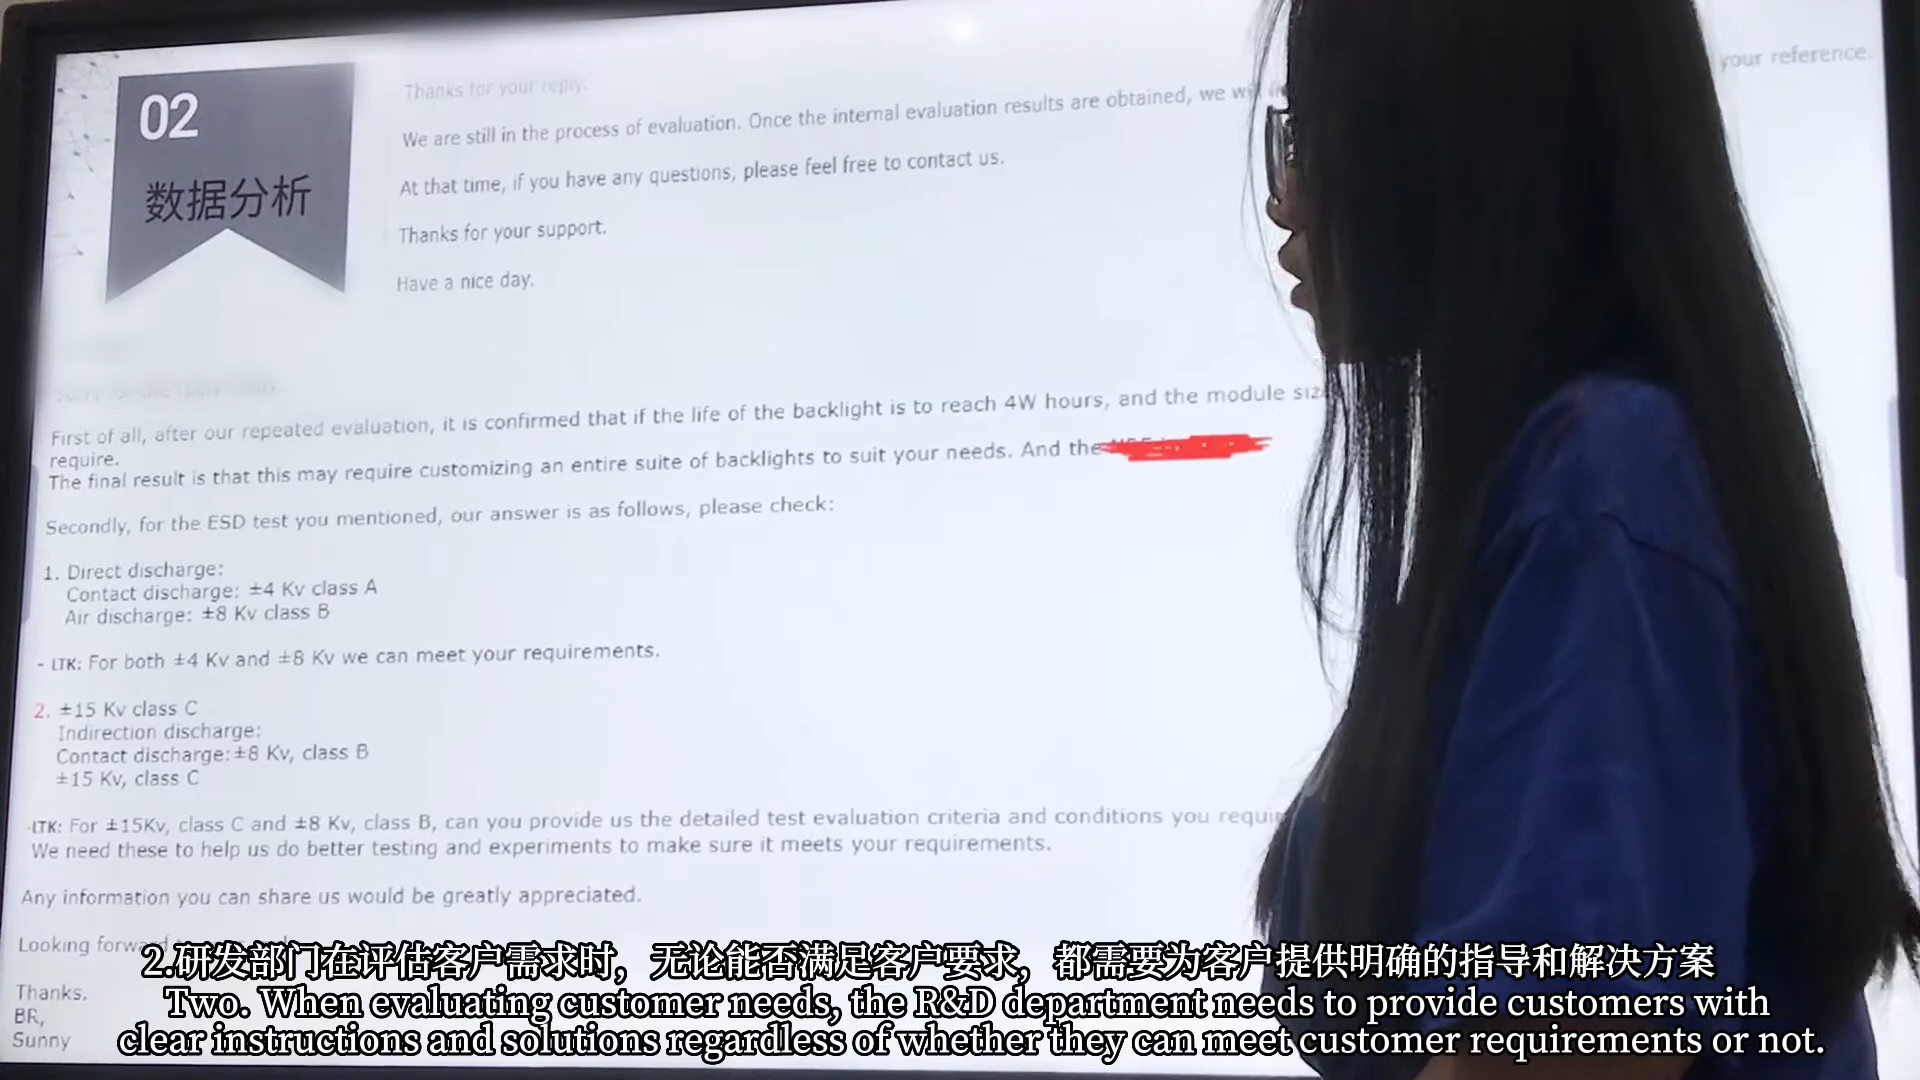 02
数据分析
Thanks for your reply.
your reference.
We are still in the process of evaluation. Once the internal evaluation results are obtained, we will
At that time, if you have any questions, please feel free to contact us.
Thanks for your support.
Have a nice day.
First of all, after our repeated evaluation, it is confirmed that if the life of the backlight is to reach 4W hours, and the module
require.
The final result is that this may require customizing an entire suite of backlights to suit your needs. And the
Secondly, for the ESD test you mentioned, our answer is as follows, please check:
1. Direct discharge:
Contact discharge: ±4 Kv class A
Air discharge: ±8 Kv class B
- LTK: For both ±4 Kv and ±8 Kv we can meet your requirements.
2. ±15 Kv class C
Indirection discharge:
Contact discharge:±8 Kv, class B
±15 Kv, class C
-LTK: For ±15Kv, class C and ±8 Kv, class B, can you provide us the detailed test evaluation criteria and conditions you
We need these to help us do better testing and experiments to make sure it meets your requirements.
Any information you can share us would be greatly appreciated.
Looking
Thanks.
BR,
Sunny
2.研发部门在评估客户需求时，无论能否满足客户要求，都需要为客户提供明确的指导和解决方案
Two. When evaluating customer needs, the R&D department needs to provide customers with
clear instructions and solutions regardless of whether they can meet customer requirements or not.